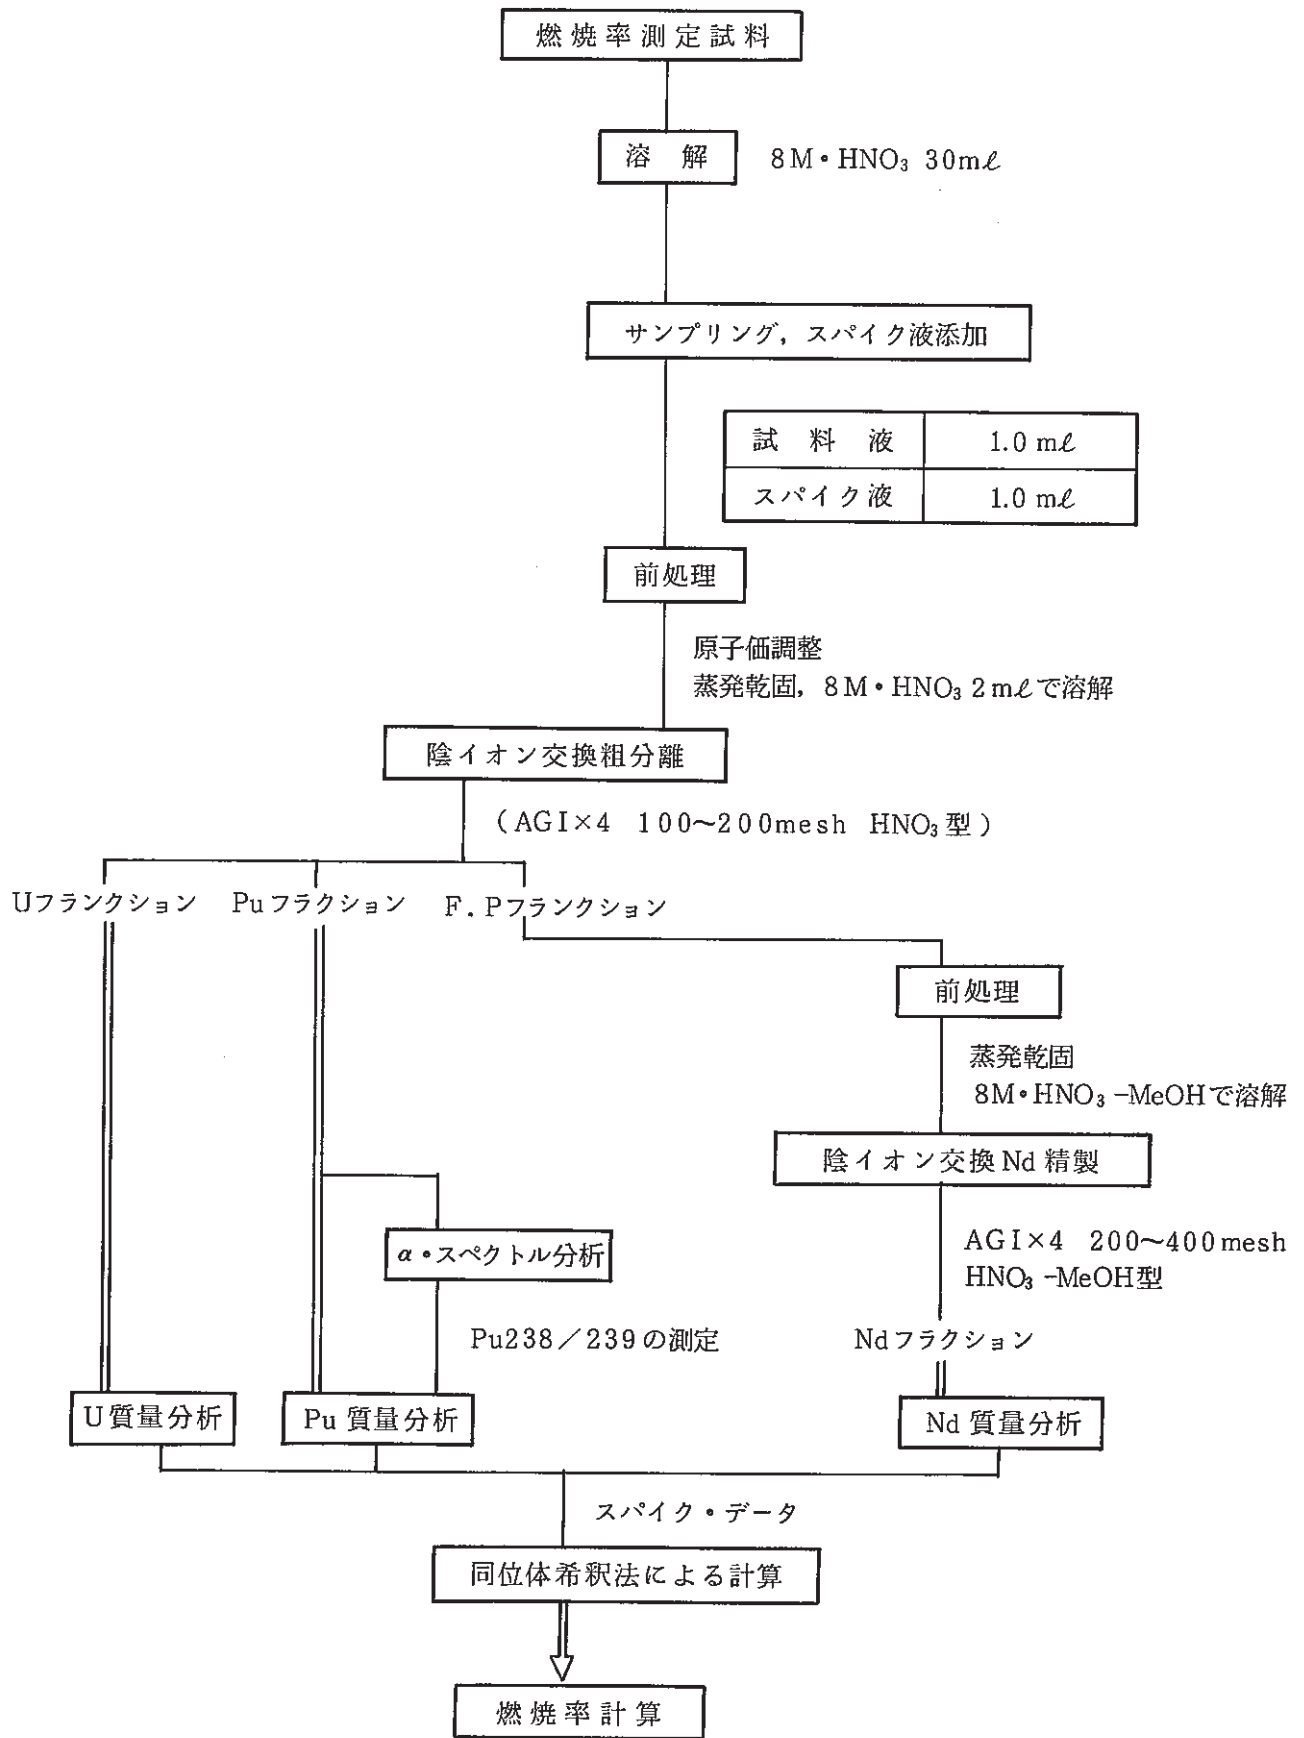 燃焼率測定試料
溶　解　8M・HNO₃ 30mℓ
サンプリング，スパイク液添加
試　料　液　1.0 mℓ
スパイク液　1.0 mℓ
前処理
原子価調整
蒸発乾固，8M・HNO₃ 2mℓで溶解
陰イオン交換粗分離
（AGI×4　100～200mesh　HNO₃型）
Uフランクション　Puフラクション　F．Pフランクション
前処理
蒸発乾固
8M・HNO₃-MeOHで溶解
陰イオン交換Nd精製
AGI×4　200～400mesh
HNO₃-MeOH型
α・スペクトル分析
Pu238／239の測定
Ndフラクション
U質量分析　Pu質量分析　Nd質量分析
スパイク・データ
同位体希釈法による計算
燃焼率計算